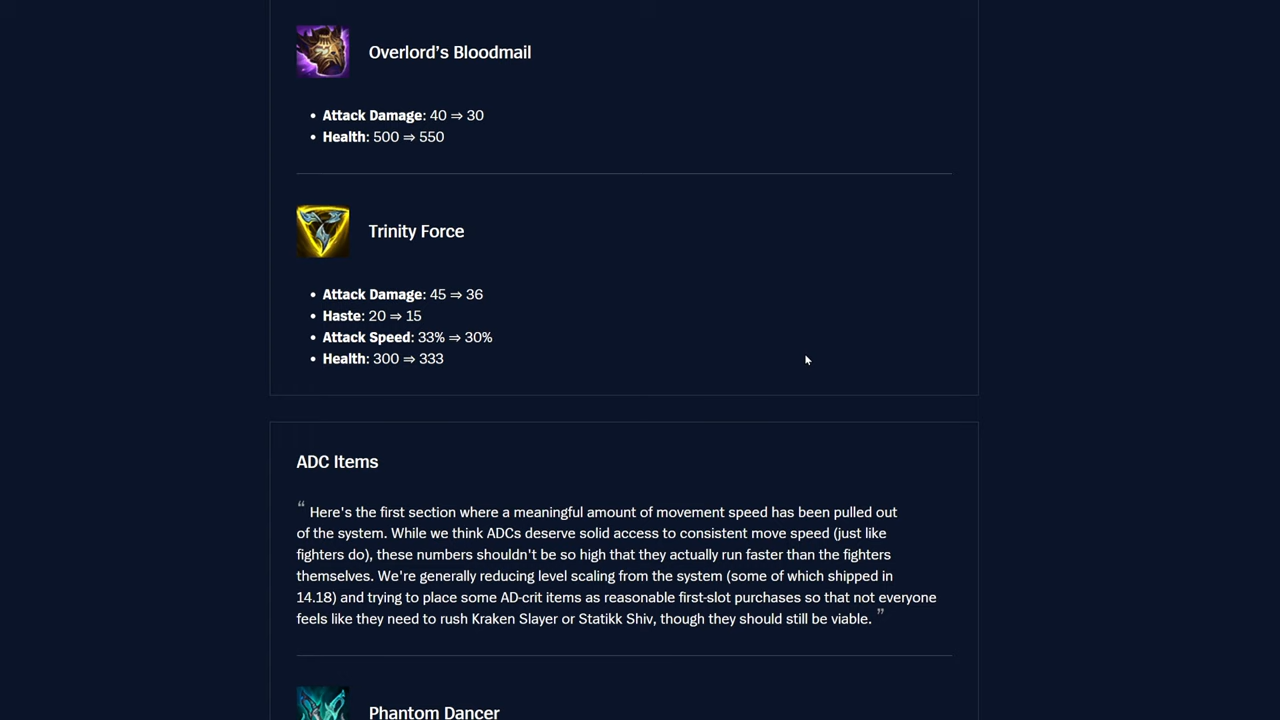 Overlord’s Bloodmail
• Attack Damage: 40 ⇒ 30
• Health: 500 ⇒ 550
Trinity Force
• Attack Damage: 45 ⇒ 36
• Haste: 20 ⇒ 15
• Attack Speed: 33% ⇒ 30%
• Health: 300 ⇒ 333
ADC Items
“ Here's the first section where a meaningful amount of movement speed has been pulled out
of the system. While we think ADCs deserve solid access to consistent move speed (just like
fighters do), these numbers shouldn't be so high that they actually run faster than the fighters
themselves. We're generally reducing level scaling from the system (some of which shipped in
14.18) and trying to place some AD-crit items as reasonable first-slot purchases so that not everyone
feels like they need to rush Kraken Slayer or Statikk Shiv, though they should still be viable. ”
Phantom Dancer